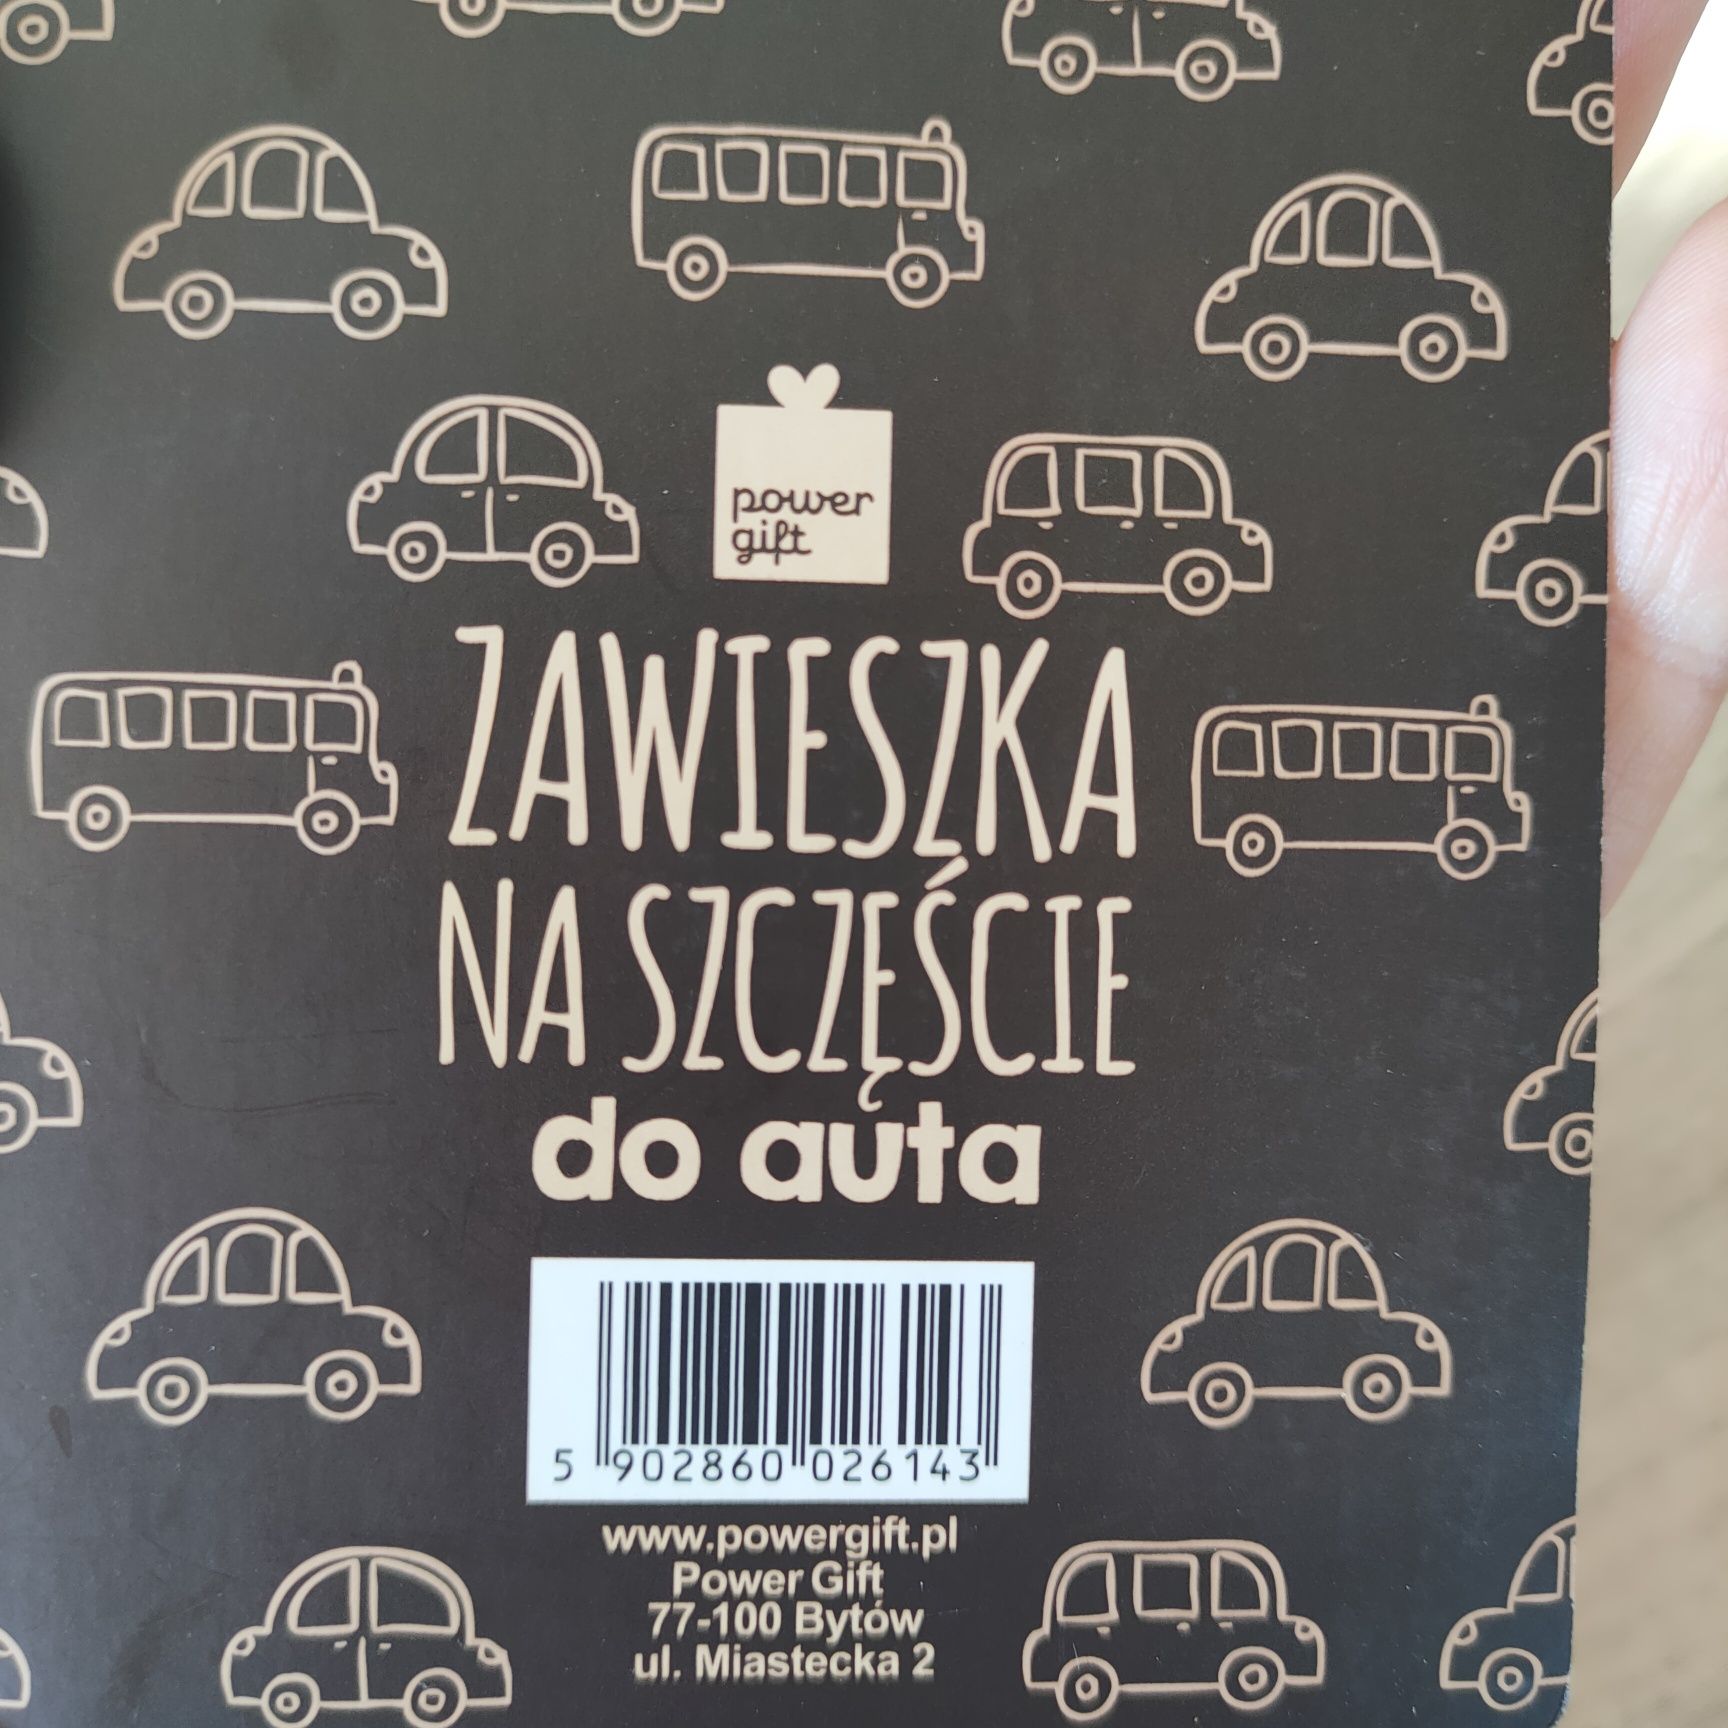 power
gift
ZAWIESZKA
NA SZCZĘŚCIE
do auta
5 902860 026143
www.powergift.pl
Power Gift
77-100 Bytów
ul. Miastecka 2